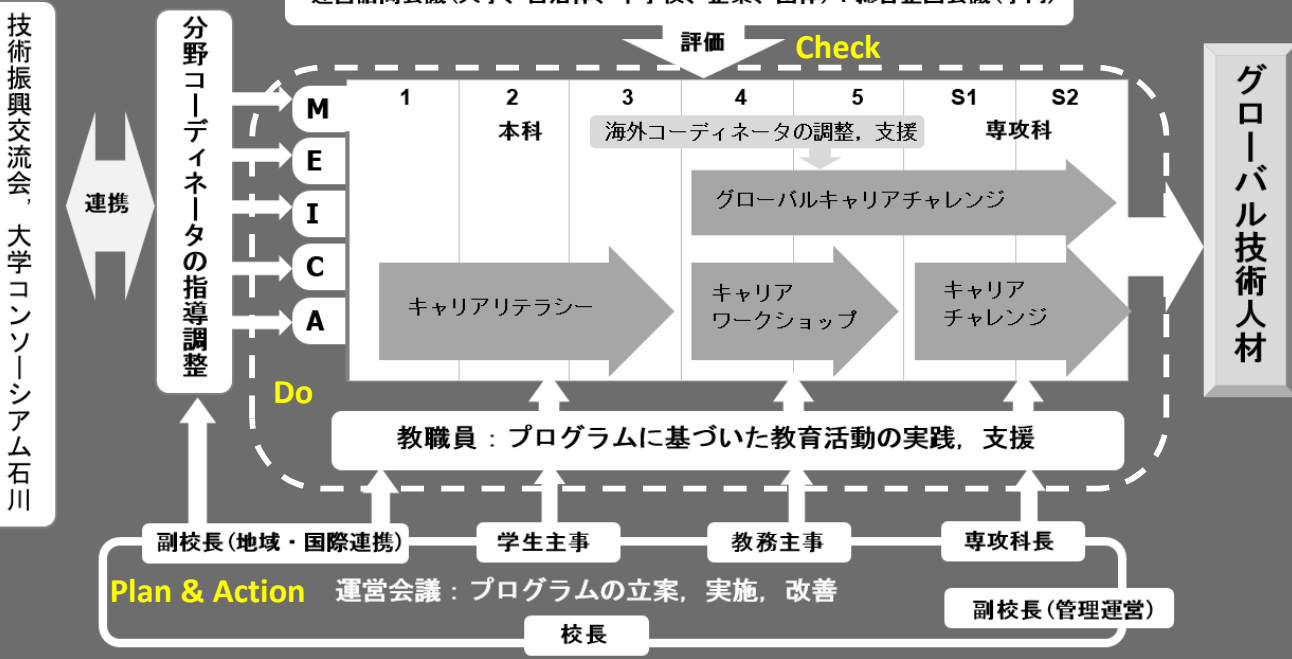 評価
Check
技術振興交流会，大学コンソーシアム石川
連携
分野コーディネータの指導調整
M
E
I
C
A
1 2 3 4 5 S1 S2
本科
専攻科
海外コーディネータの調整，支援
グローバルキャリアチャレンジ
キャリアリテラシー
キャリア
ワークショップ
キャリア
チャレンジ
グローバル技術人材
Do
教職員：プログラムに基づいた教育活動の実践，支援
副校長(地域・国際連携)
学生主事
教務主事
専攻科長
Plan & Action
運営会議：プログラムの立案，実施，改善
副校長(管理運営)
校長